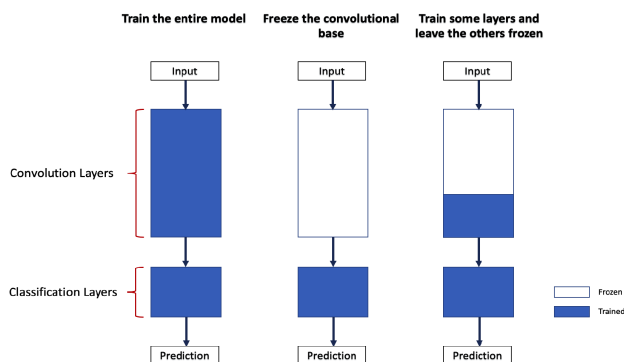 Train the entire model
Freeze the convolutional
base
Train some layers and
leave the others frozen
Input
Input
Input
Convolution Layers
Classification Layers
Frozen
Trained
Prediction
Prediction
Prediction